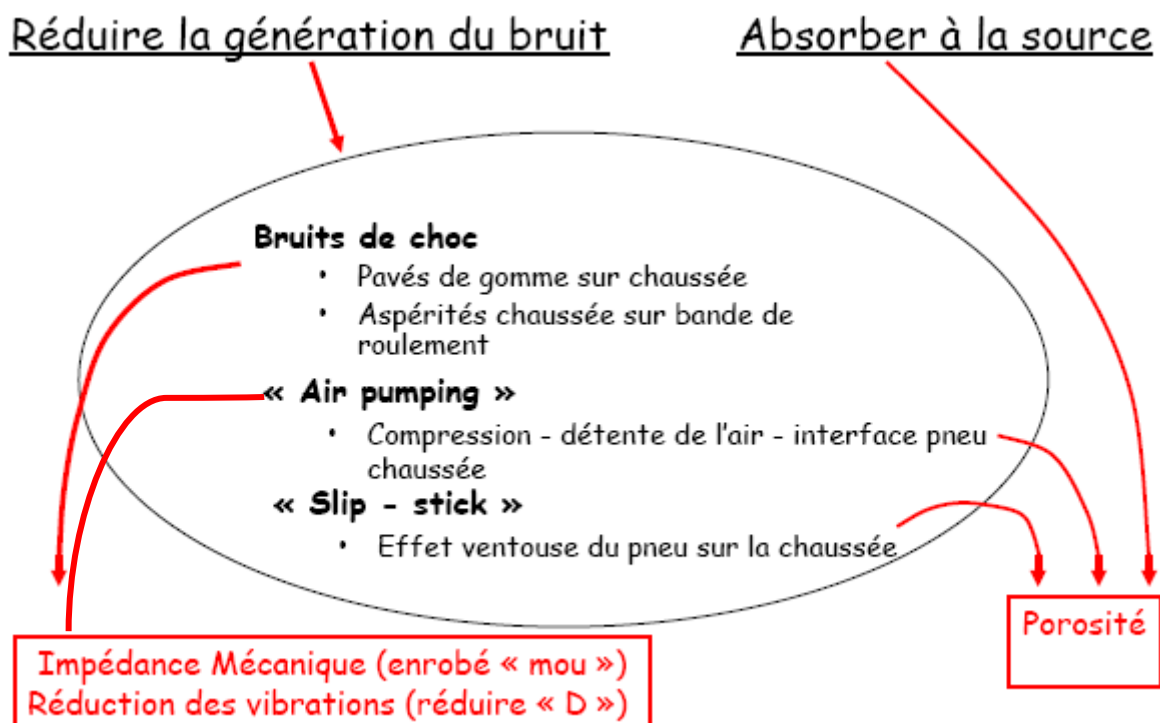 Réduire la génération du bruit
Absorber à la source
Bruits de choc
• Pavés de gomme sur chaussée
• Aspérités chaussée sur bande de
roulement
« Air pumping »
• Compression - détente de l'air - interface pneu
chaussée
« Slip - stick »
• Effet ventouse du pneu sur la chaussée
Porosité
Impédance Mécanique (enrobé « mou »)
Réduction des vibrations (réduire « D »)